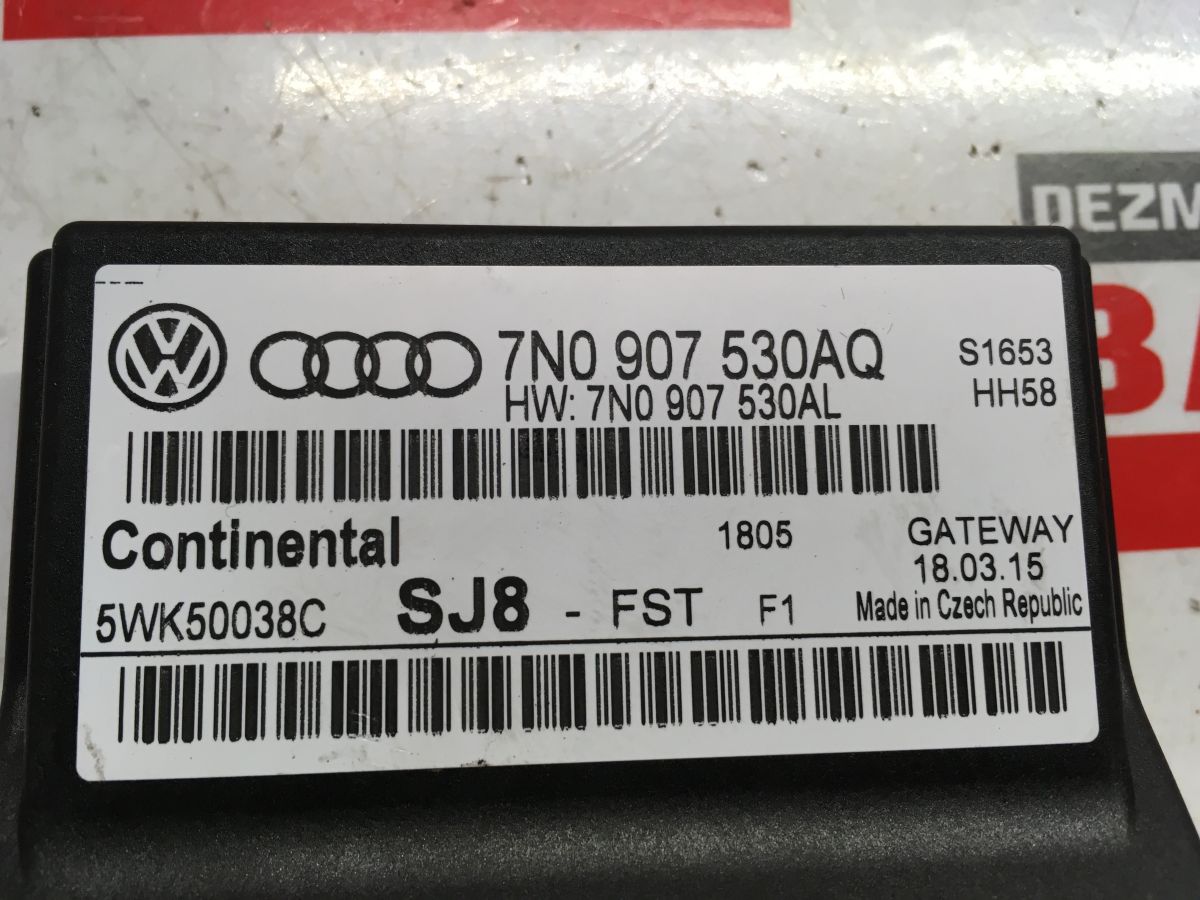 DEZM
BA
7N0 907 530AQ
S1653
HW: 7N0 907 530AL
HH58
Continental
1805
GATEWAY
18.03.15
5WK50038C
SJ8 - FST F1
Made in Czech Republic